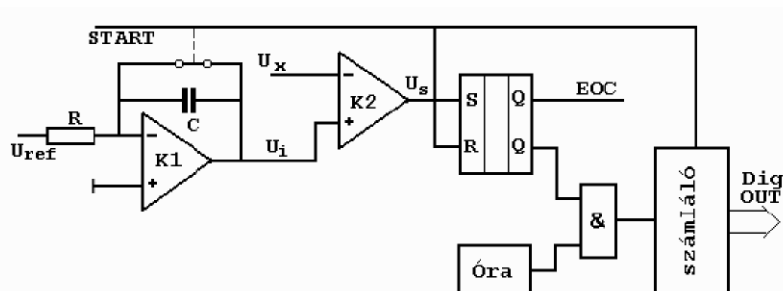 START
U_x
U_s
K2
S
Q
EOC
R
C
R
Q
U_ref
K1
U_i
számláló
Dig
OUT
&
Óra